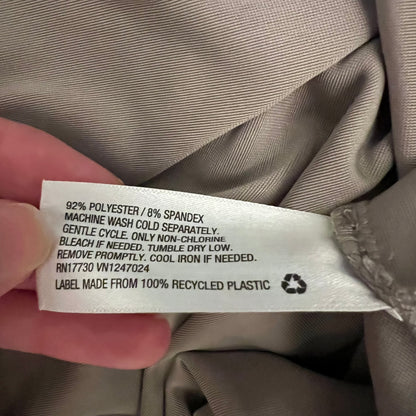 92% POLYESTER / 8% SPANDEX
MACHINE WASH COLD SEPARATELY.
GENTLE CYCLE. ONLY NON-CHLORINE
BLEACH IF NEEDED. TUMBLE DRY LOW.
REMOVE PROMPTLY. COOL IRON IF NEEDED.
RN17730 VN1247024
LABEL MADE FROM 100% RECYCLED PLASTIC